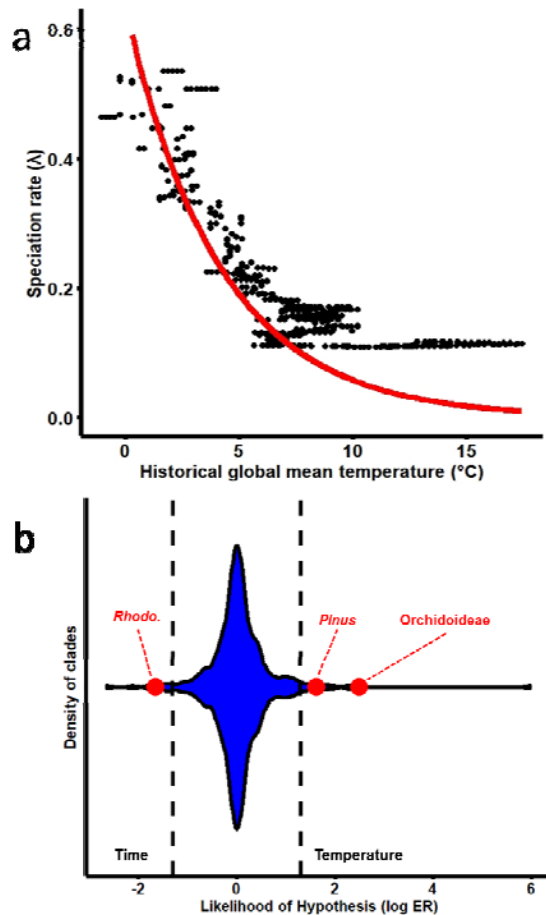 a
0.6
0.4
0.2
0.0
Speciation rate (λ)
0 5 10 15
Historical global mean temperature (°C)
b
Rhodo.
Pinus
Orchidoideae
Density of clades
Time
Temperature
-2 0 2 4 6
Likelihood of Hypothesis (log ER)